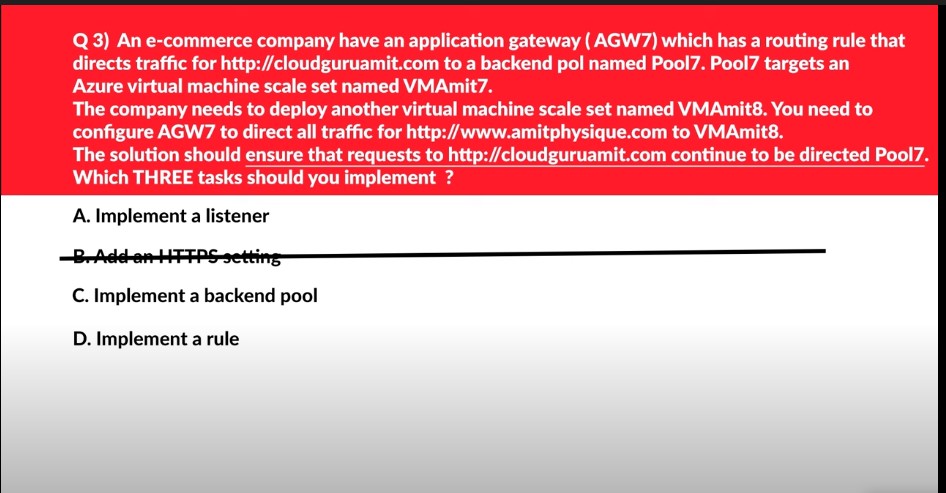 Q 3) An e-commerce company have an application gateway ( AGW7) which has a routing rule that
directs traffic for http://cloudguruamit.com to a backend pol named Pool7. Pool7 targets an
Azure virtual machine scale set named VMAmit7.
The company needs to deploy another virtual machine scale set named VMAmit8. You need to
configure AGW7 to direct all traffic for http://www.amitphysique.com to VMAmit8.
The solution should ensure that requests to http://cloudguruamit.com continue to be directed Pool7.
Which THREE tasks should you implement ?
A. Implement a listener
B. Add an HTTPS setting
C. Implement a backend pool
D. Implement a rule